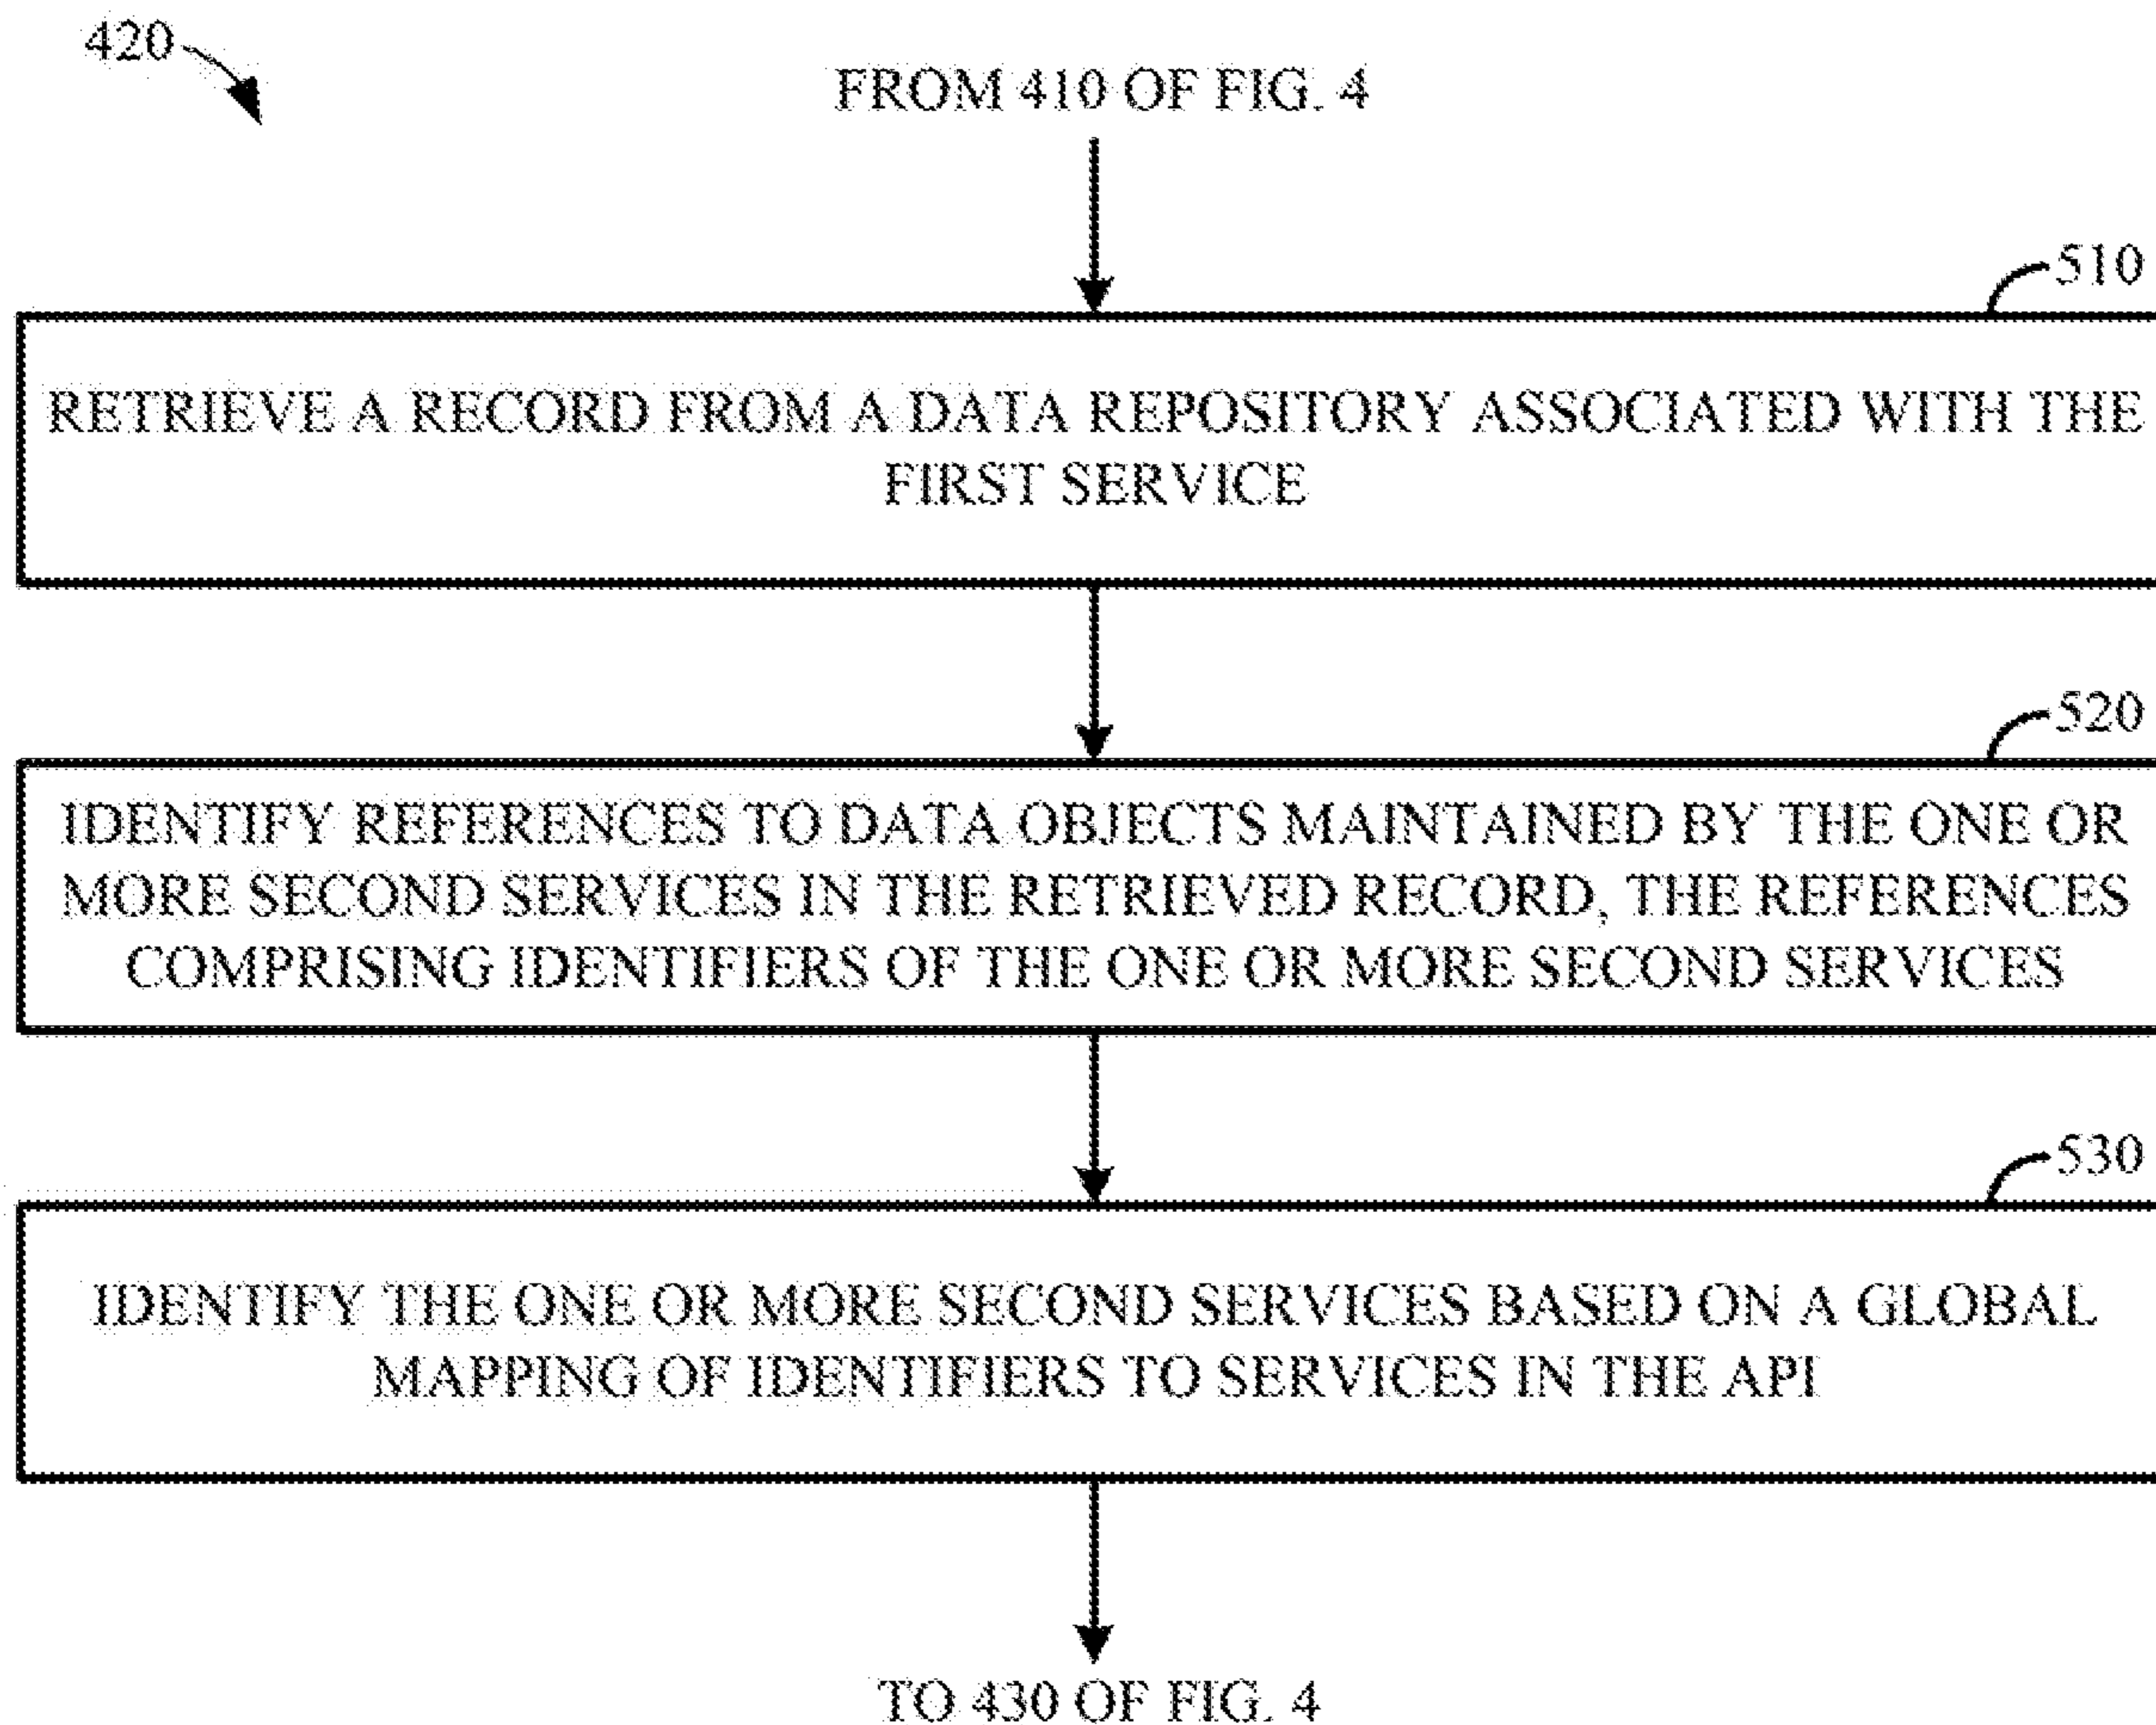 420
FROM 410 OF FIG. 4
510
RETRIEVE A RECORD FROM A DATA REPOSITORY ASSOCIATED WITH THE
FIRST SERVICE
520
IDENTIFY REFERENCES TO DATA OBJECTS MAINTAINED BY THE ONE OR
MORE SECOND SERVICES IN THE RETRIEVED RECORD, THE REFERENCES
COMPRISING IDENTIFIERS OF THE ONE OR MORE SECOND SERVICES
530
IDENTIFY THE ONE OR MORE SECOND SERVICES BASED ON A GLOBAL
MAPPING OF IDENTIFIERS TO SERVICES IN THE API
TO 430 OF FIG. 4